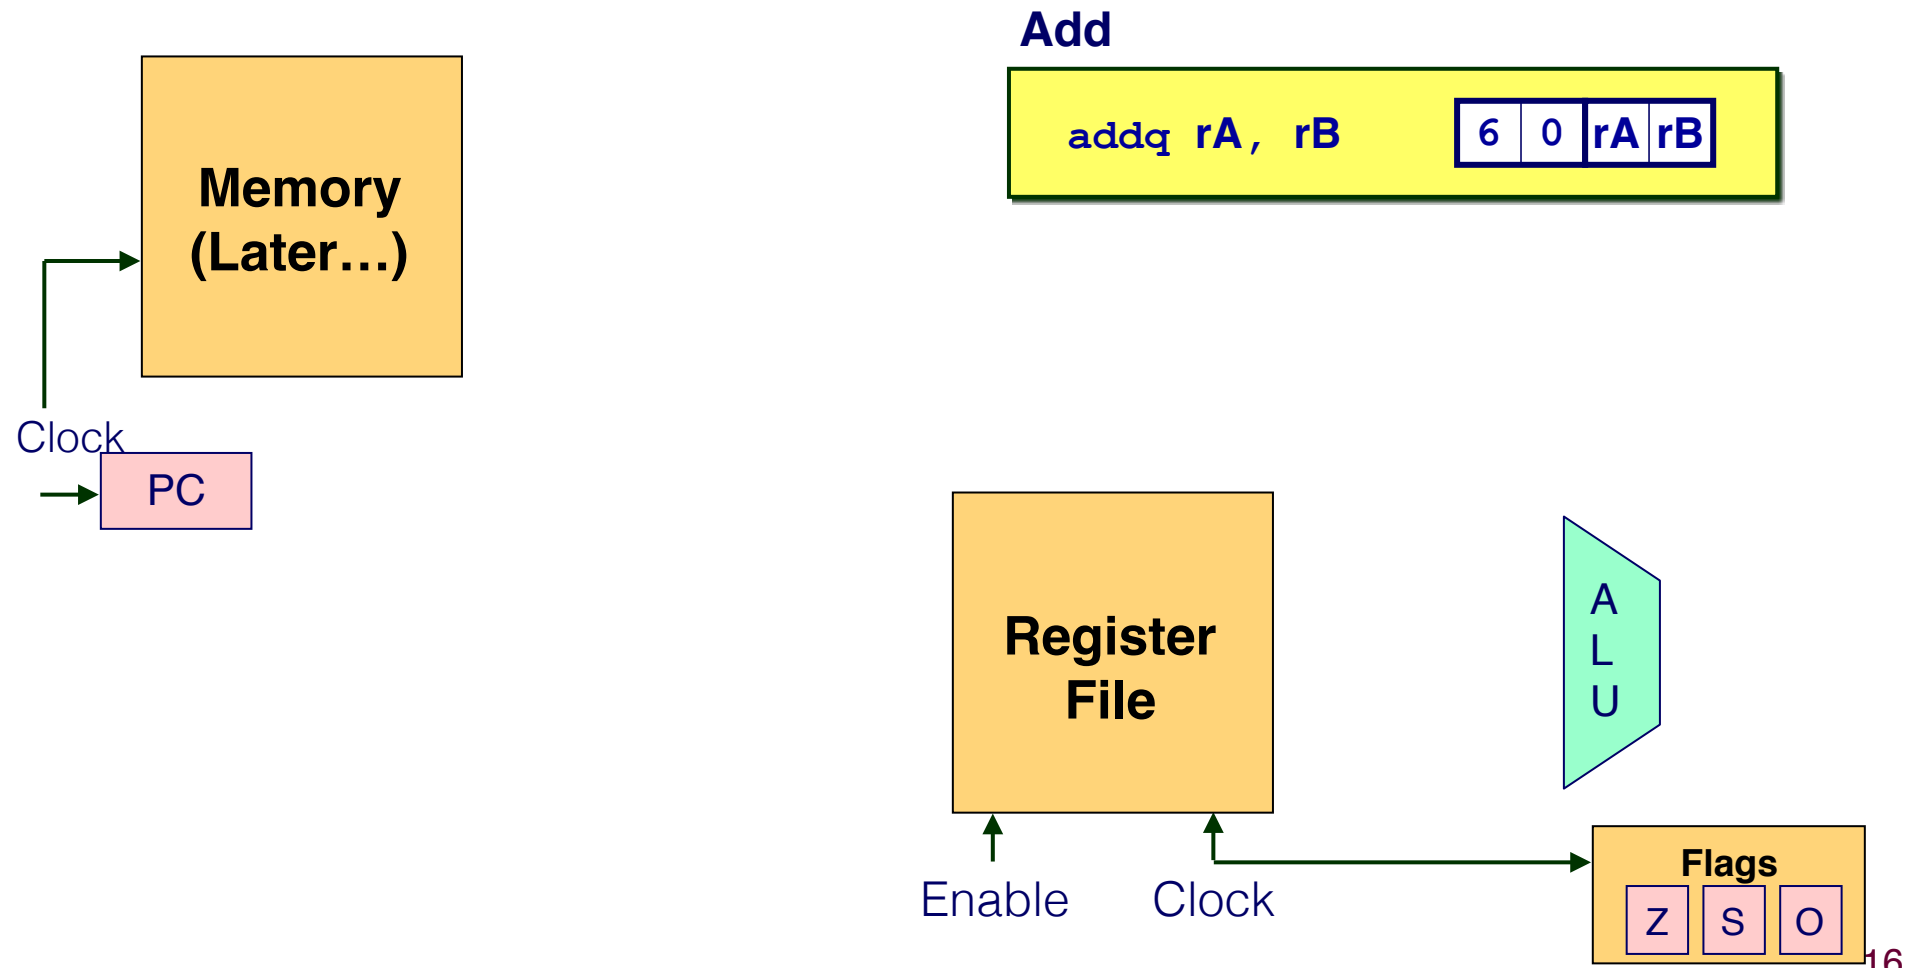 Add
addq rA, rB
6 0 rA rB
Memory
(Later…)
Clock
PC
Register
File
A
L
U
Enable
Clock
Flags
Z S O
16